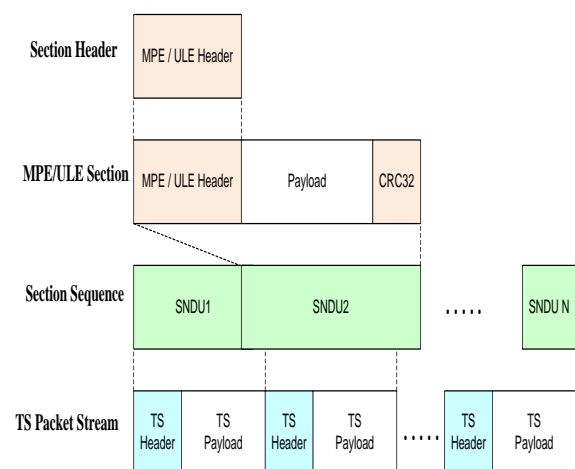 Section Header
MPE / ULE Header
MPE/ULE Section
MPE / ULE Header
Payload
CRC32
Section Sequence
SNDU1
SNDU2
.....
SNDU N
TS Packet Stream
TS
Header
TS
Payload
TS
Header
TS
Payload
.....
TS
Header
TS
Payload